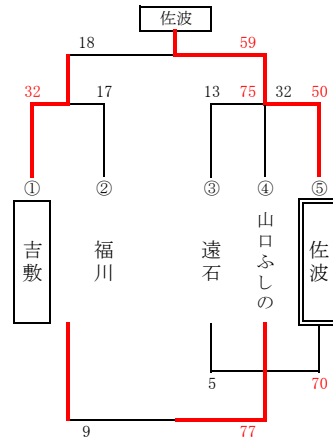 佐波
18 59
32 17 13 75 32 50
① ② ③ ④ ⑤
吉敷
福川
遠石
山口ふしの
佐波
5 70
9 77